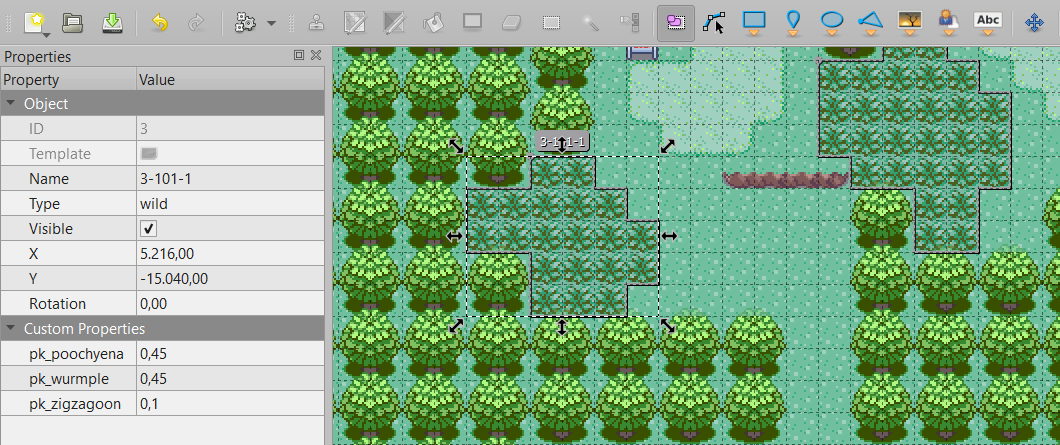 Abc
Properties
Property Value
Object
ID 3
Template
Name 3-101-1
Type wild
Visible
X 5.216,00
Y -15.040,00
Rotation 0,00
Custom Properties
pk_poochyena 0,45
pk_wurmple 0,45
pk_zigzagoon 0,1